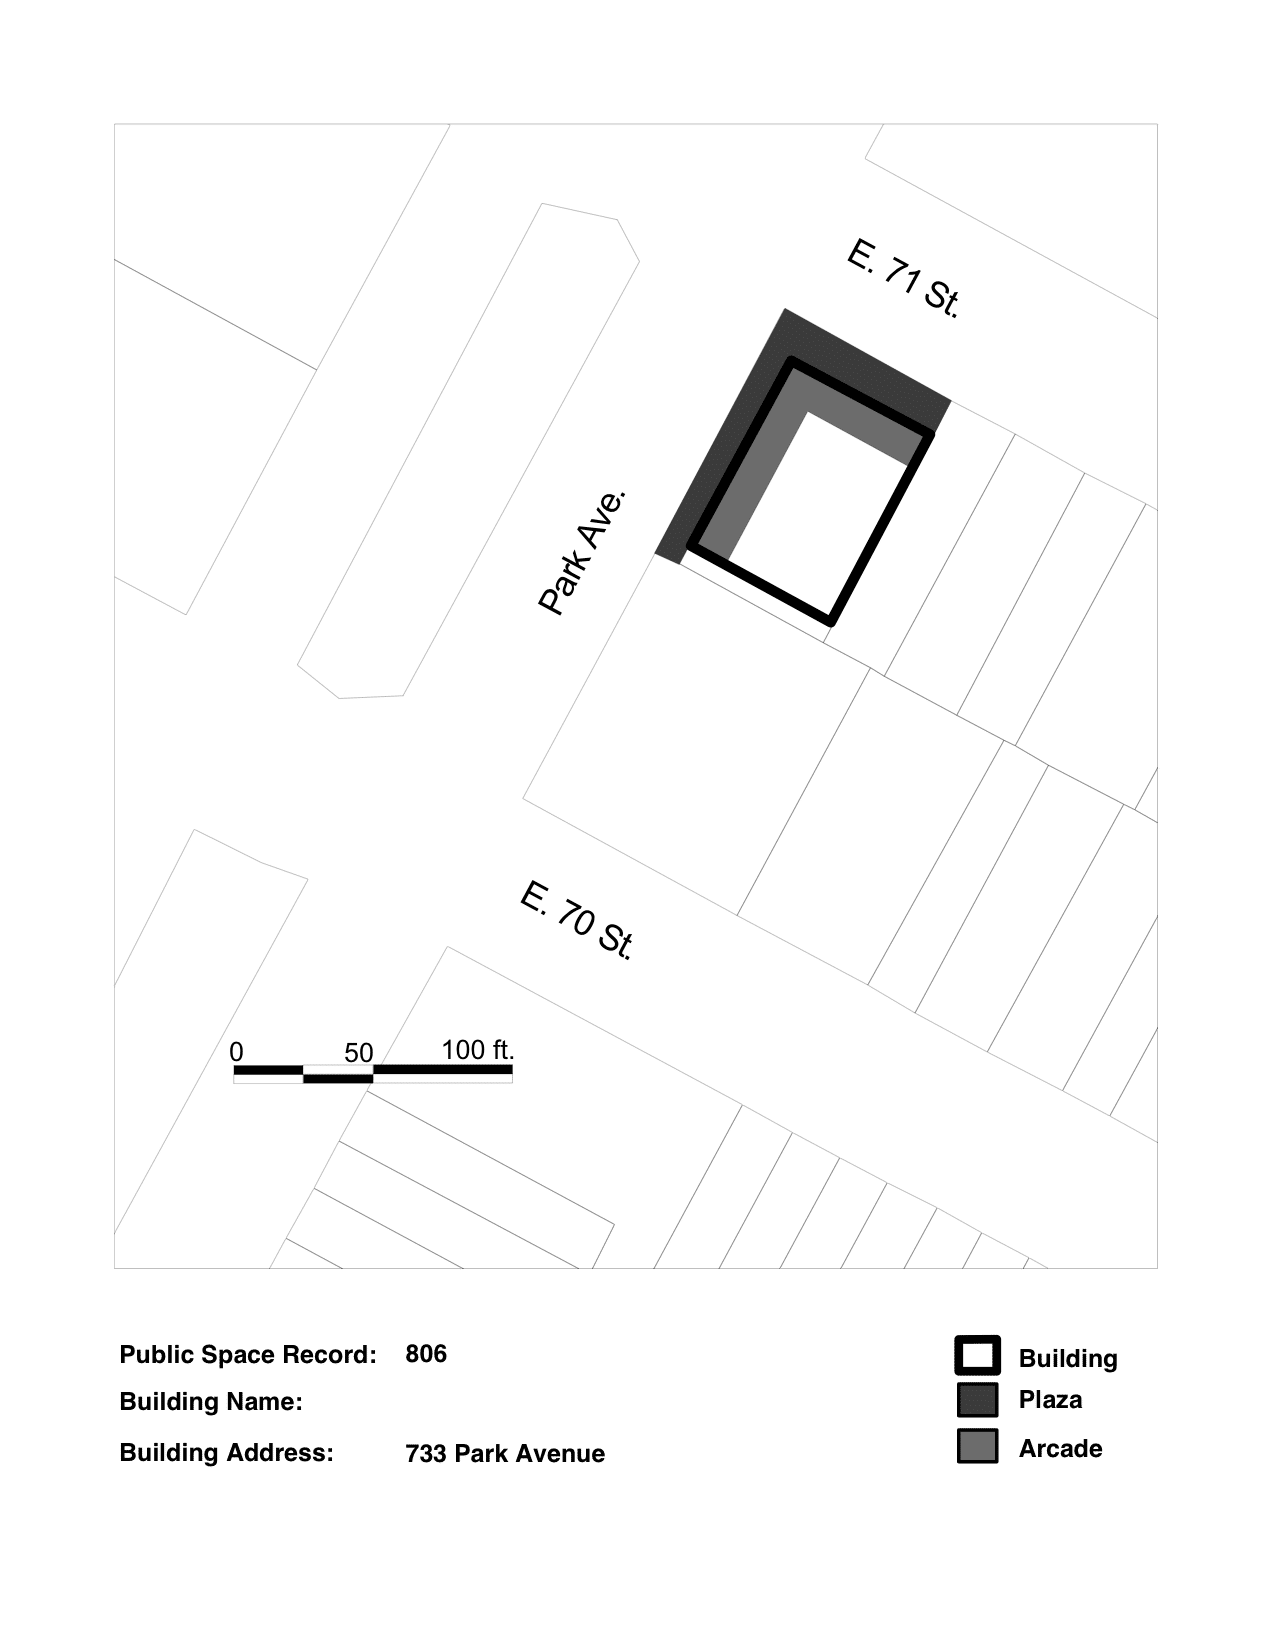 E. 71 St.
Park Ave.
E. 70 St.
0 50 100 ft.
Public Space Record: 806
Building Name:
Building Address: 733 Park Avenue
Building
Plaza
Arcade